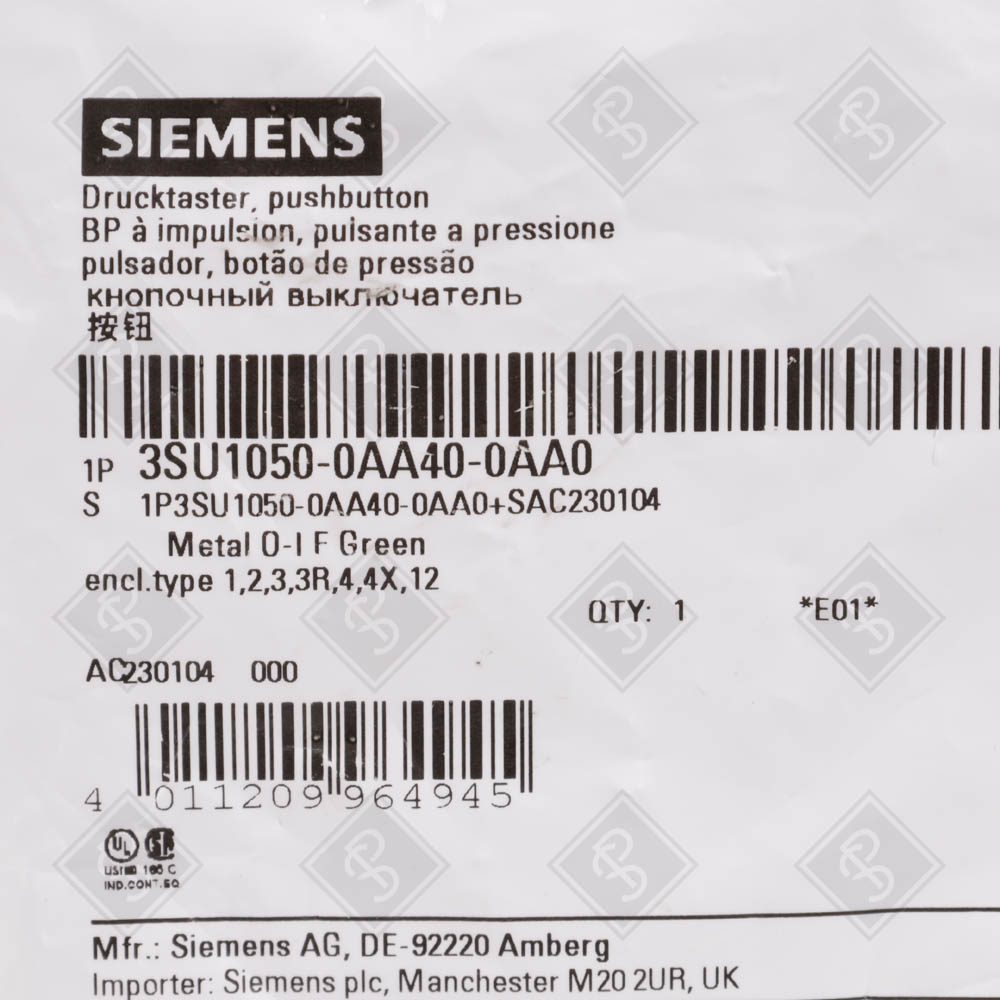 SIEMENS
Drucktaster, pushbutton
BP à impulsion, puisante a pressione
pulsador, botão de pressão
кнопочный выключатель
按钮
1P 3SU1050-0AA40-0AA0
S 1P3SU1050-0AA40-0AA0+SAC230104
Metal O-I F Green
encl.type 1,2,3,3R,4,4X,12
QTY: 1 *E01*
AC230104 000
4 011209 964945
UL
IND.CONT.EQ
Mfr.: Siemens AG, DE-92220 Amberg
Importer: Siemens plc, Manchester M20 2UR, UK